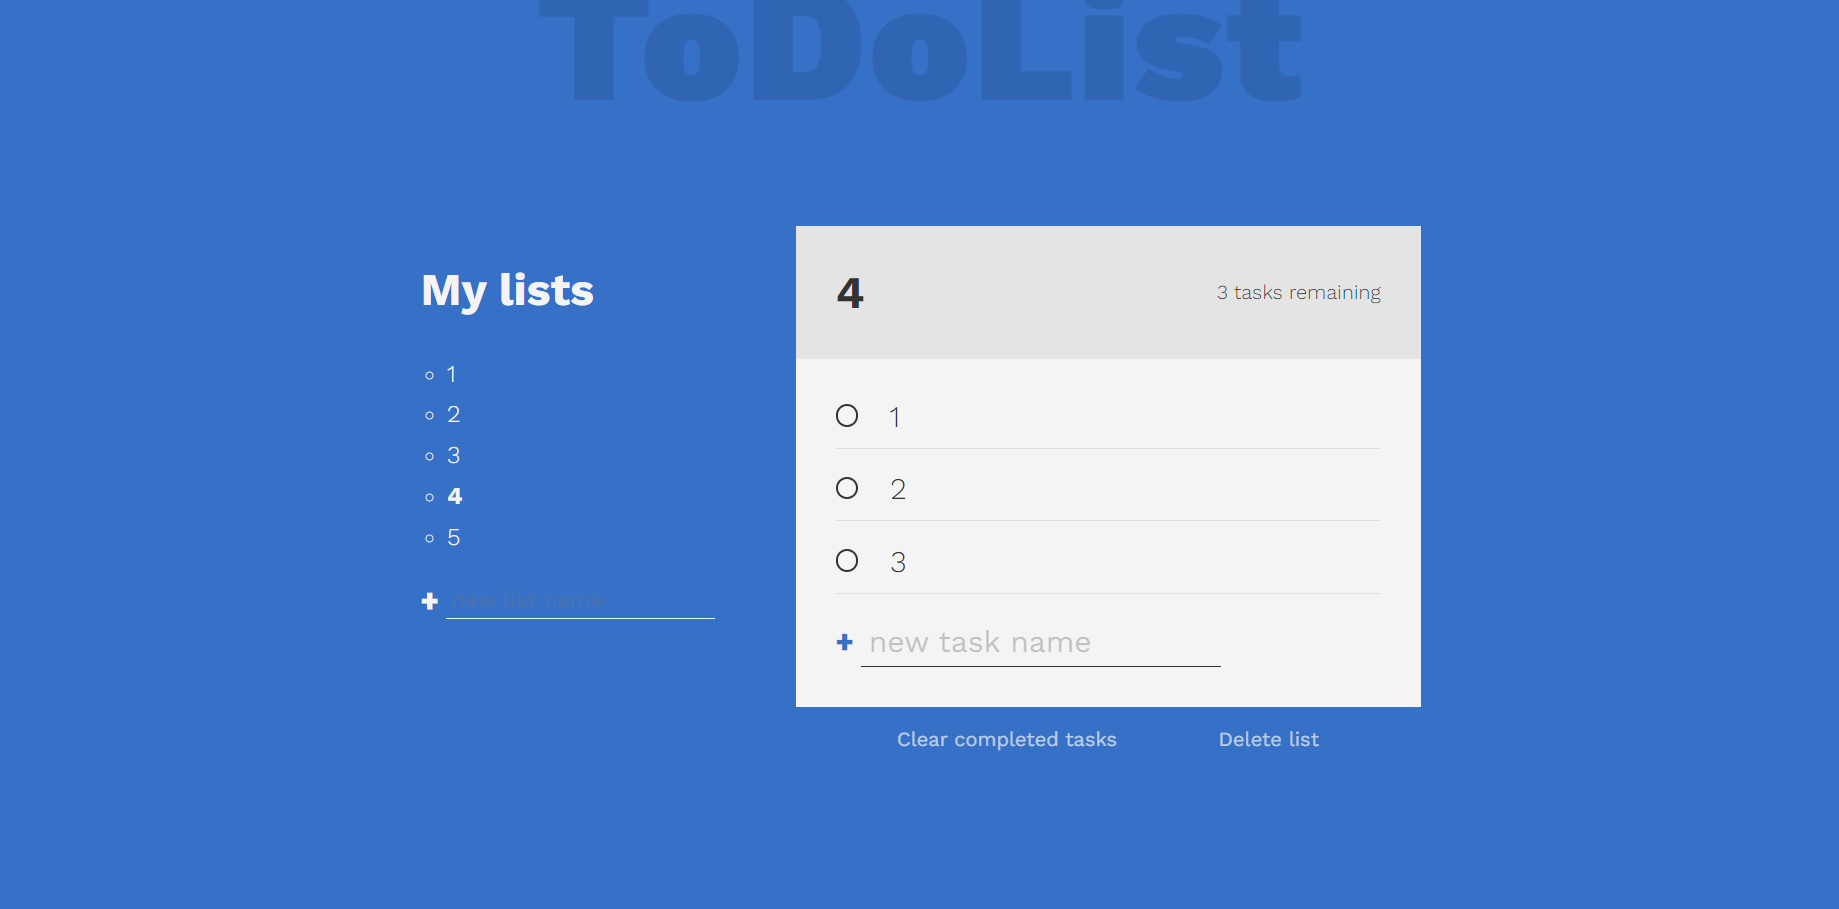 ToDoList
My lists
1
2
3
4
5
+ new list name
4
3 tasks remaining
1
2
3
+ new task name
Clear completed tasks
Delete list